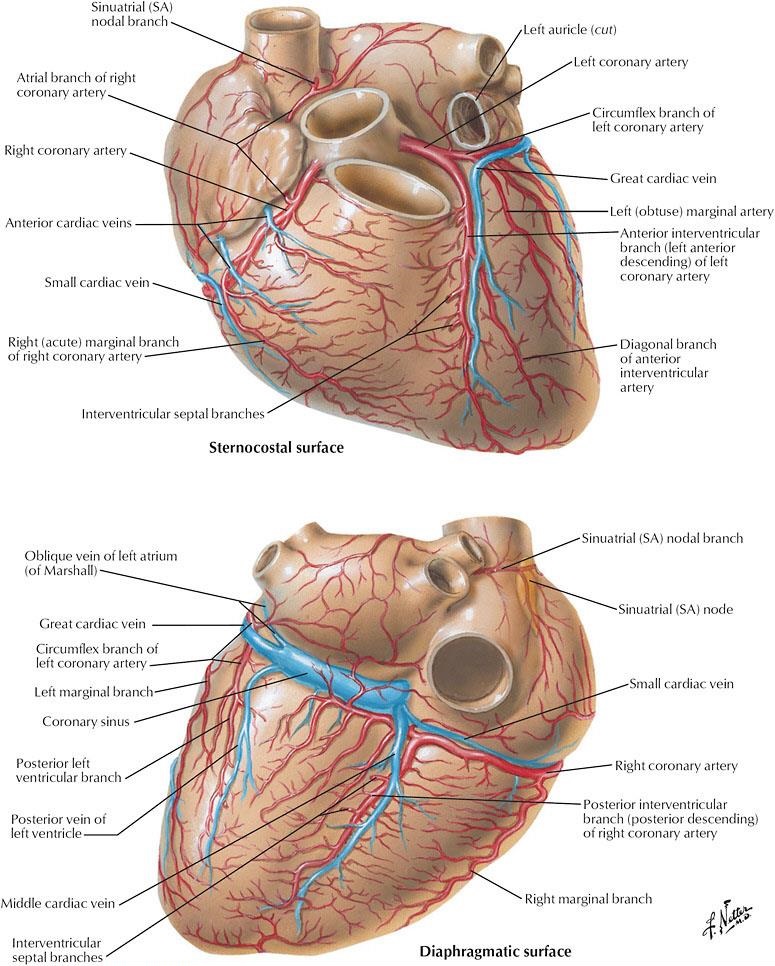 Sinuatrial (SA)
nodal branch
Atrial branch of right
coronary artery
Right coronary artery
Anterior cardiac veins
Small cardiac vein
Right (acute) marginal branch
of right coronary artery
Interventricular septal branches
Left auricle (cut)
Left coronary artery
Circumflex branch of
left coronary artery
Great cardiac vein
Left (obtuse) marginal artery
Anterior interventricular
branch (left anterior
descending) of left
coronary artery
Diagonal branch
of anterior
interventricular
artery
Sternocostal surface
Oblique vein of left atrium
(of Marshall)
Great cardiac vein
Circumflex branch of
left coronary artery
Left marginal branch
Coronary sinus
Posterior left
ventricular branch
Posterior vein of
left ventricle
Middle cardiac vein
Interventricular
septal branches
Sinuatrial (SA) nodal branch
Sinuatrial (SA) node
Small cardiac vein
Right coronary artery
Posterior interventricular
branch (posterior descending)
of right coronary artery
Right marginal branch
Diaphragmatic surface
F. Netter
M.D.